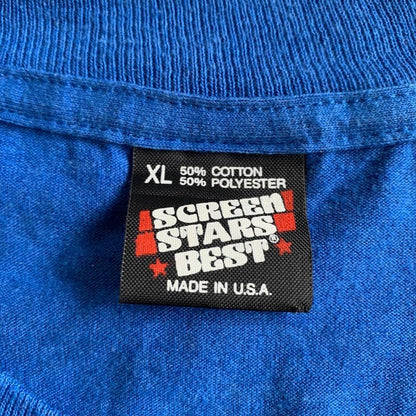 XL 50% COTTON
50% POLYESTER
SCREEN
STARS
BEST®
MADE IN U.S.A.